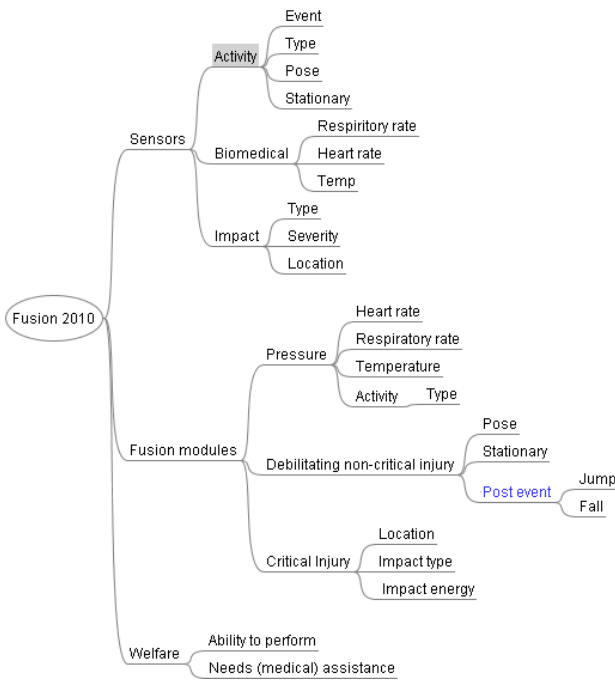 Fusion 2010
Sensors
Activity
Event
Type
Pose
Stationary
Biomedical
Respiritory rate
Heart rate
Temp
Impact
Type
Severity
Location
Fusion modules
Pressure
Heart rate
Respiratory rate
Temperature
Activity
Type
Debilitating non-critical injury
Pose
Stationary
Post event
Jump
Fall
Critical Injury
Location
Impact type
Impact energy
Welfare
Ability to perform
Needs (medical) assistance